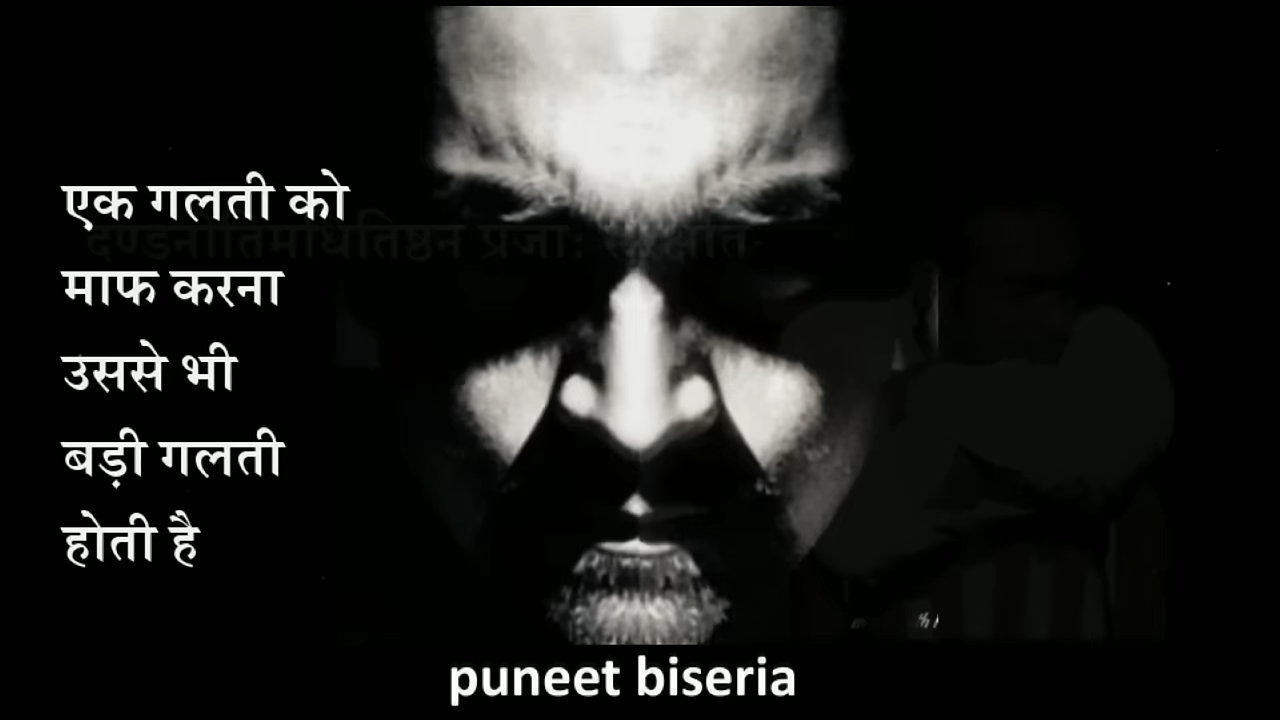 एक गलती को
माफ करना
उससे भी
बड़ी गलती
होती है
puneet biseria